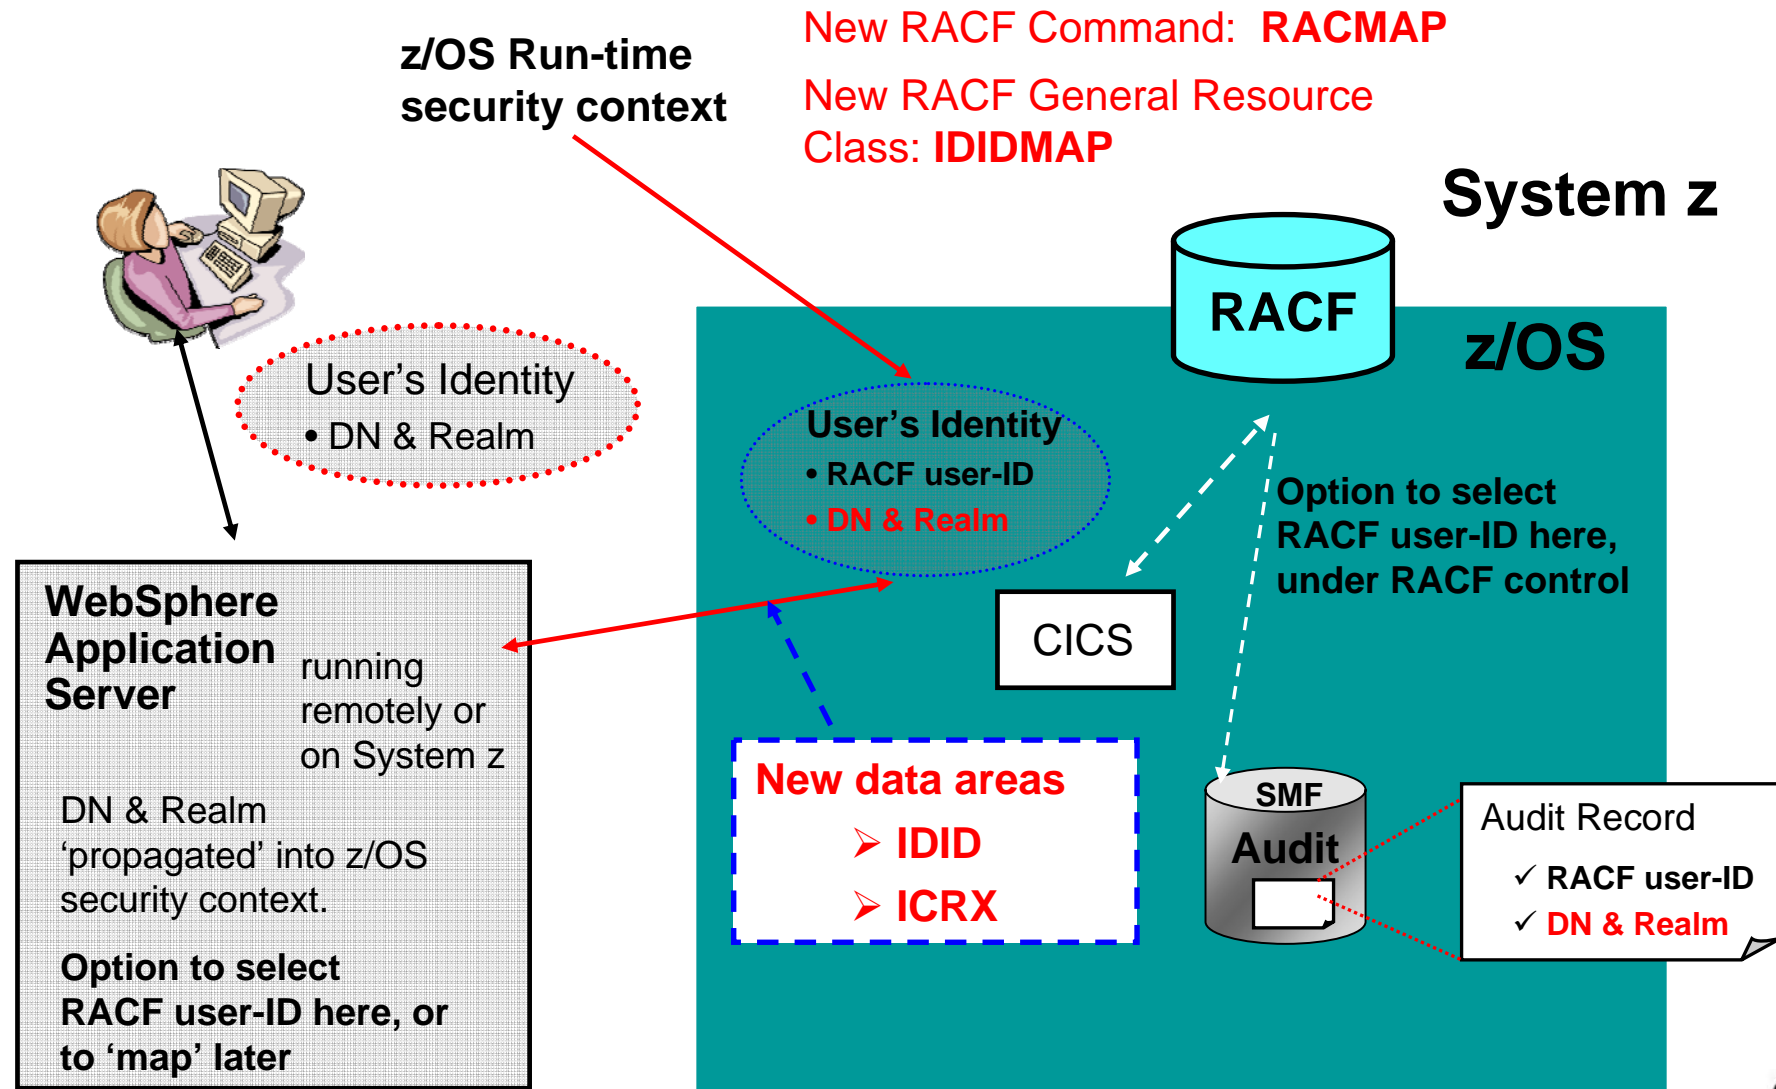 New RACF Command: RACMAP
z/OS Run-time
security context
New RACF General Resource
Class: IDIDMAP
System z
RACF
z/OS
User's Identity
• DN & Realm
User's Identity
• RACF user-ID
• DN & Realm
Option to select
RACF user-ID here,
under RACF control
WebSphere
Application
Server
running
remotely or
on System z
CICS
DN & Realm
‘propagated’ into z/OS
security context.
Option to select
RACF user-ID here, or
to ‘map’ later
New data areas
➢ IDID
➢ ICRX
SMF
Audit
Audit Record
✓ RACF user-ID
✓ DN & Realm